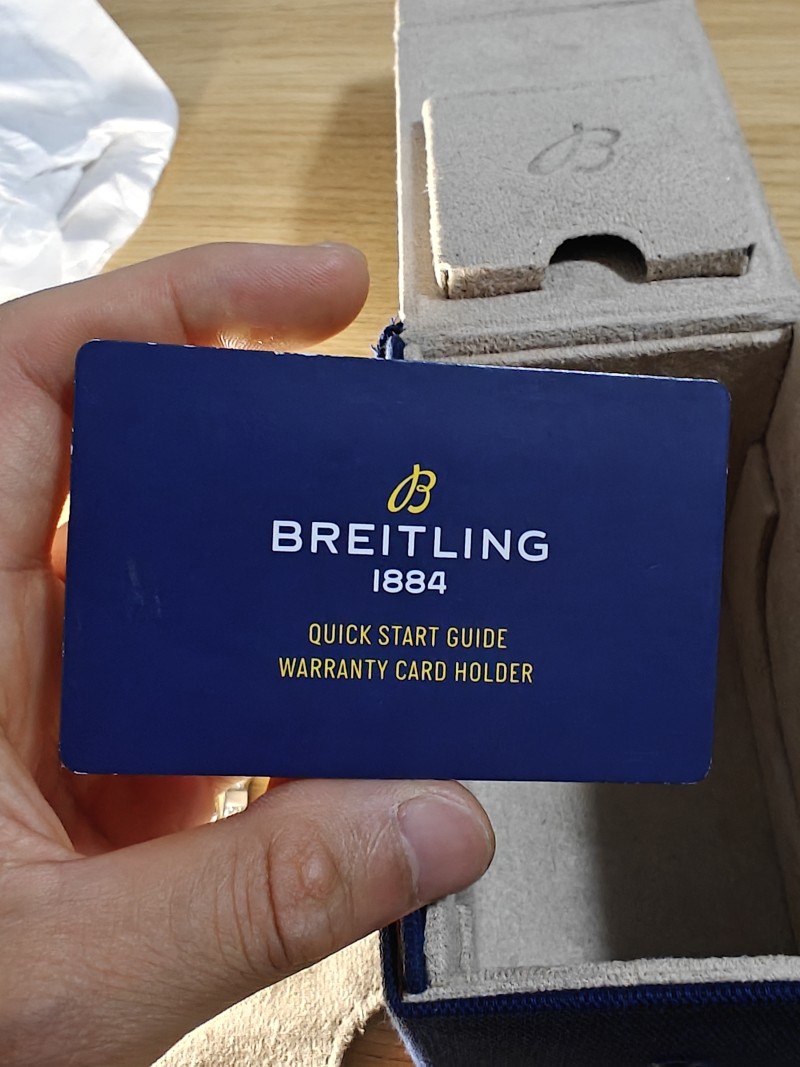 B
B
BREITLING
1884
QUICK START GUIDE
WARRANTY CARD HOLDER